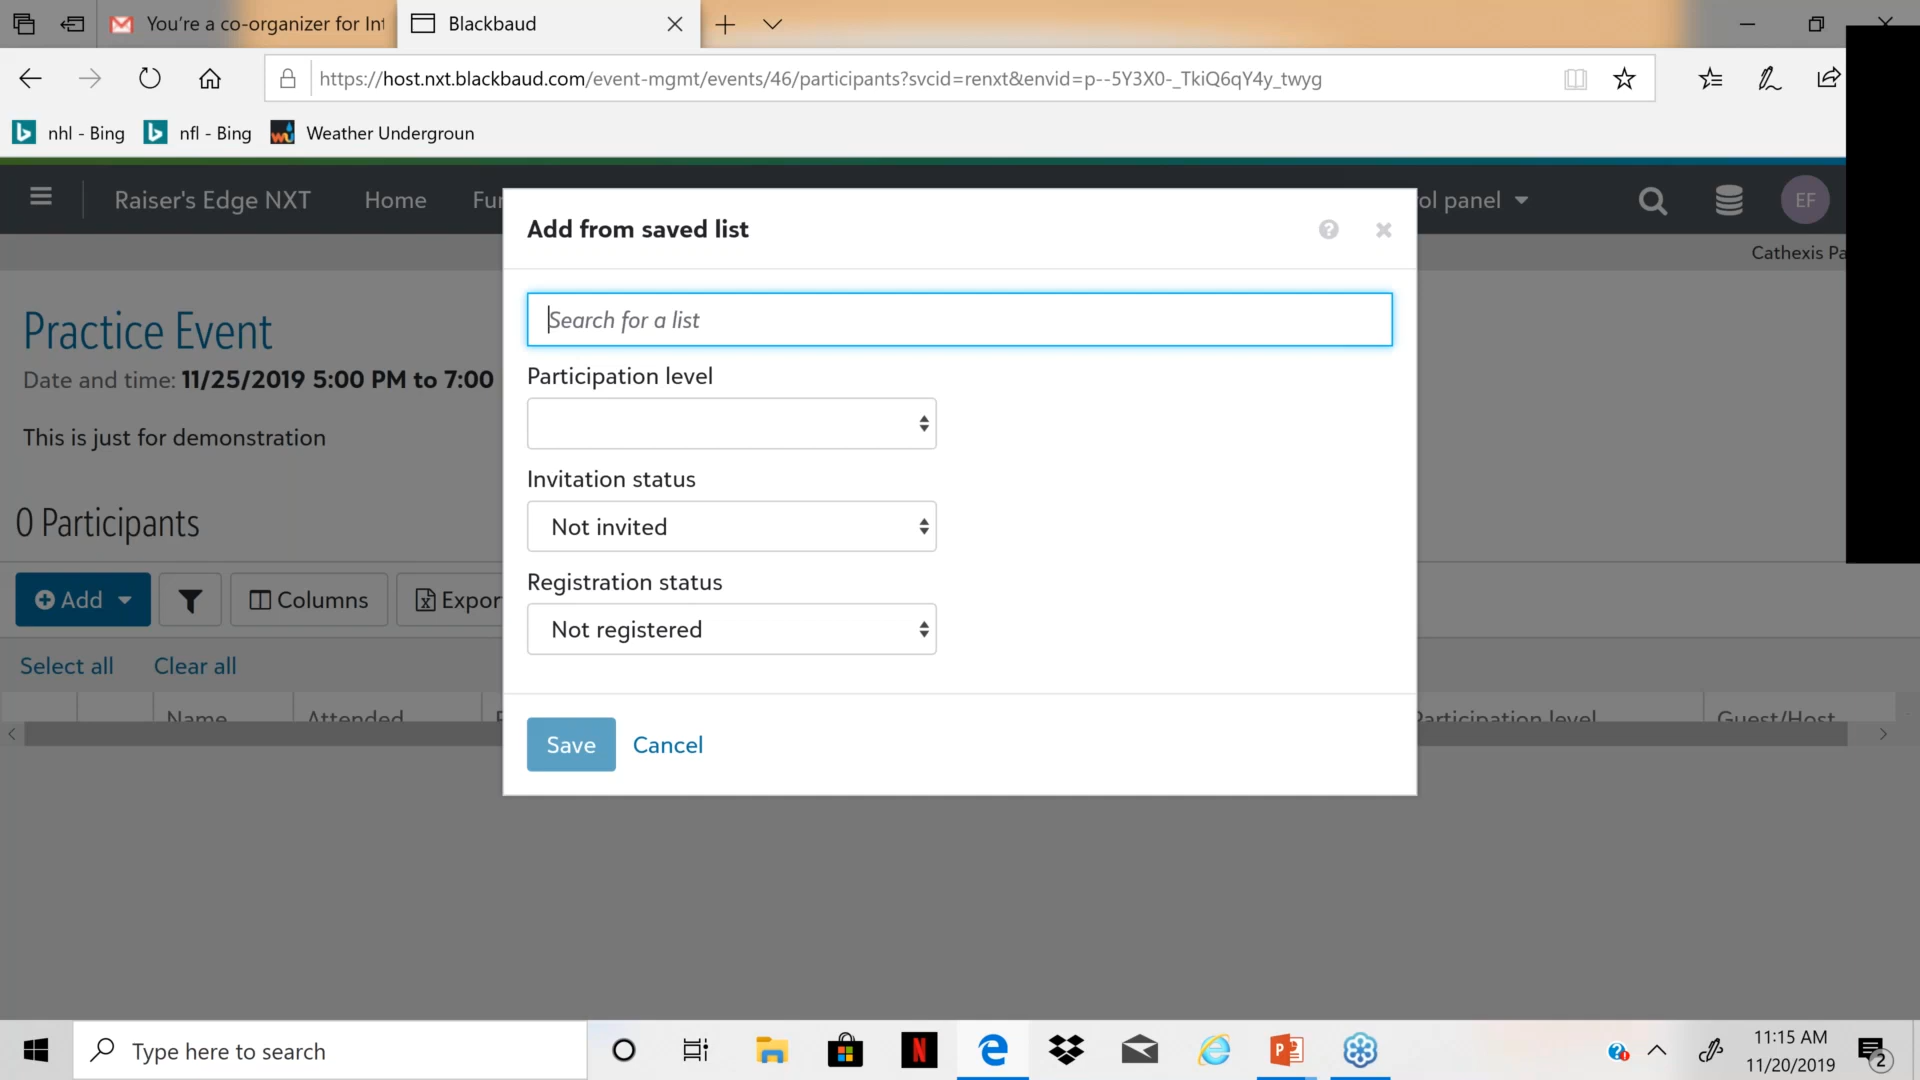 You're a co-organizer for Int
Blackbaud
https://host.nxt.blackbaud.com/event-mgmt/events/46/participants?svcid=renxt&envid=p--5Y3X0-_TkiQ6qY4y_twyg
nhl - Bing
nfl - Bing
Weather Undergroun
Raiser's Edge NXT
Home
Fu
ol panel
EF
Cathexis Pa
Add from saved list
Search for a list
Practice Event
Date and time: 11/25/2019 5:00 PM to 7:00
This is just for demonstration
0 Participants
Participation level
Invitation status
Not invited
Registration status
Not registered
Add
Columns
Expor
Select all
Clear all
Name
Attended
Participation level
Guest/Host
Save
Cancel
Type here to search
11:15 AM
11/20/2019
2